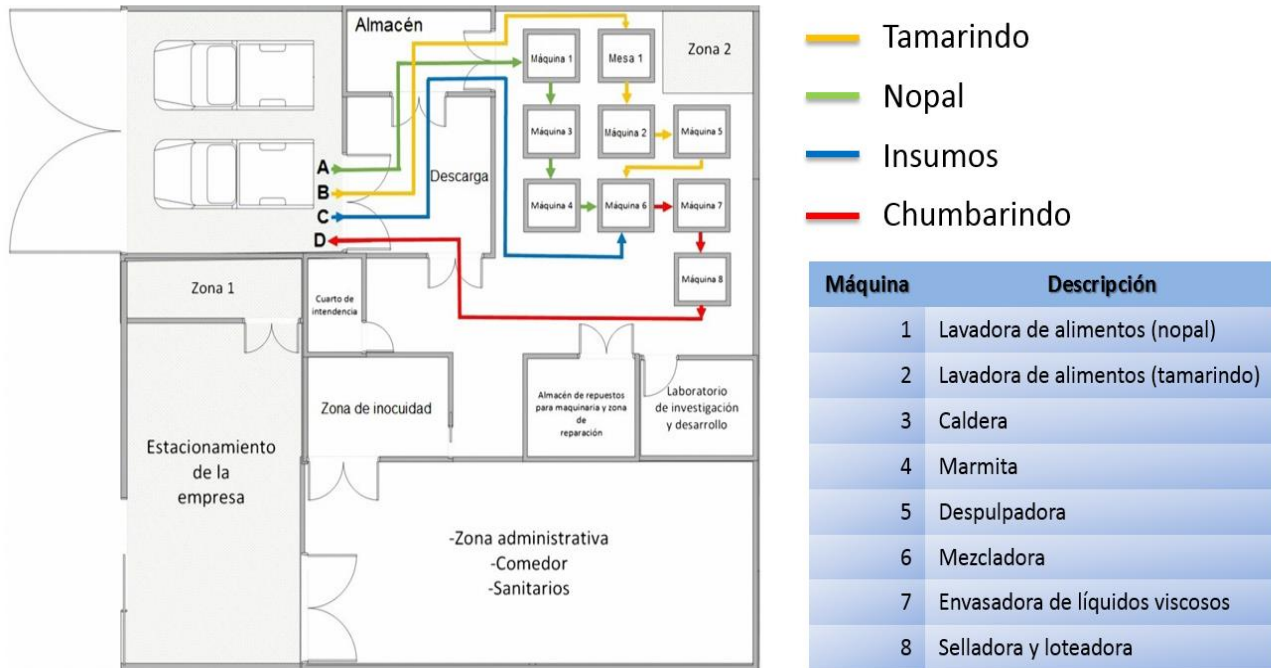 Almacén
Máquina 1
Mesa 1
Zona 2
Máquina 3
Máquina 2
Máquina 5
A
B
C
D
Descarga
Máquina 4
Máquina 6
Máquina 7
Máquina 8
Zona 1
Cuarto de
intendencia
Zona de inocuidad
Almacén de repuestos
para maquinaria y zona
de
reparación
Laboratorio
de investigación
y desarrollo
Estacionamiento
de la
empresa
-Zona administrativa
-Comedor
-Sanitarios
Tamarindo
Nopal
Insumos
Chumbarindo
Máquina Descripción
1 Lavadora de alimentos (nopal)
2 Lavadora de alimentos (tamarindo)
3 Caldera
4 Marmita
5 Despulpadora
6 Mezcladora
7 Envasadora de líquidos viscosos
8 Selladora y loteadora